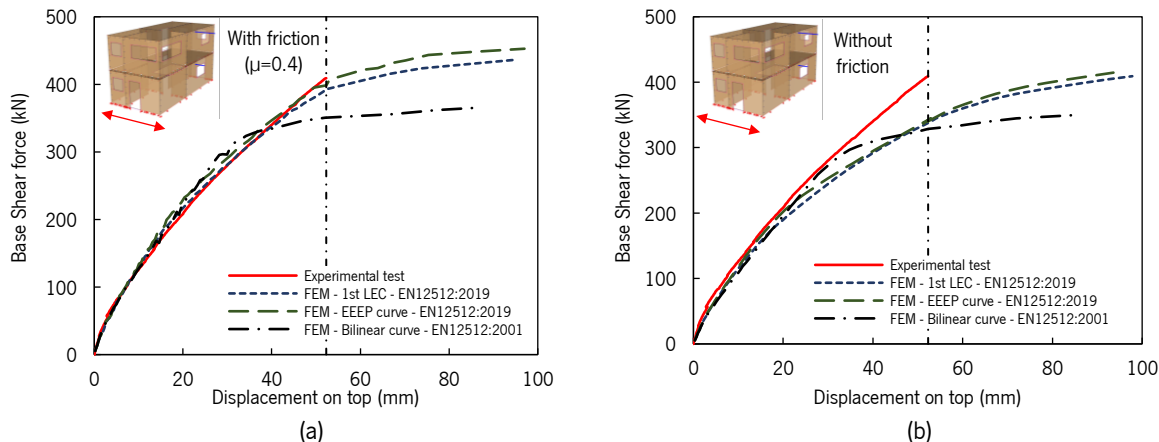 500
400
300
200
100
0
Base Shear force (kN)
With friction
(μ=0.4)
Experimental test
FEM - 1st LEC - EN12512:2019
FEM - EEEP curve - EN12512:2019
FEM - Bilinear curve - EN12512:2001
0 20 40 60 80 100
Displacement on top (mm)
(a)
500
400
300
200
100
0
Base Shear force (kN)
Without
friction
Experimental test
FEM - 1st LEC - EN12512:2019
FEM - EEEP curve - EN12512:2019
FEM - Bilinear curve - EN12512:2001
0 20 40 60 80 100
Displacement on top (mm)
(b)